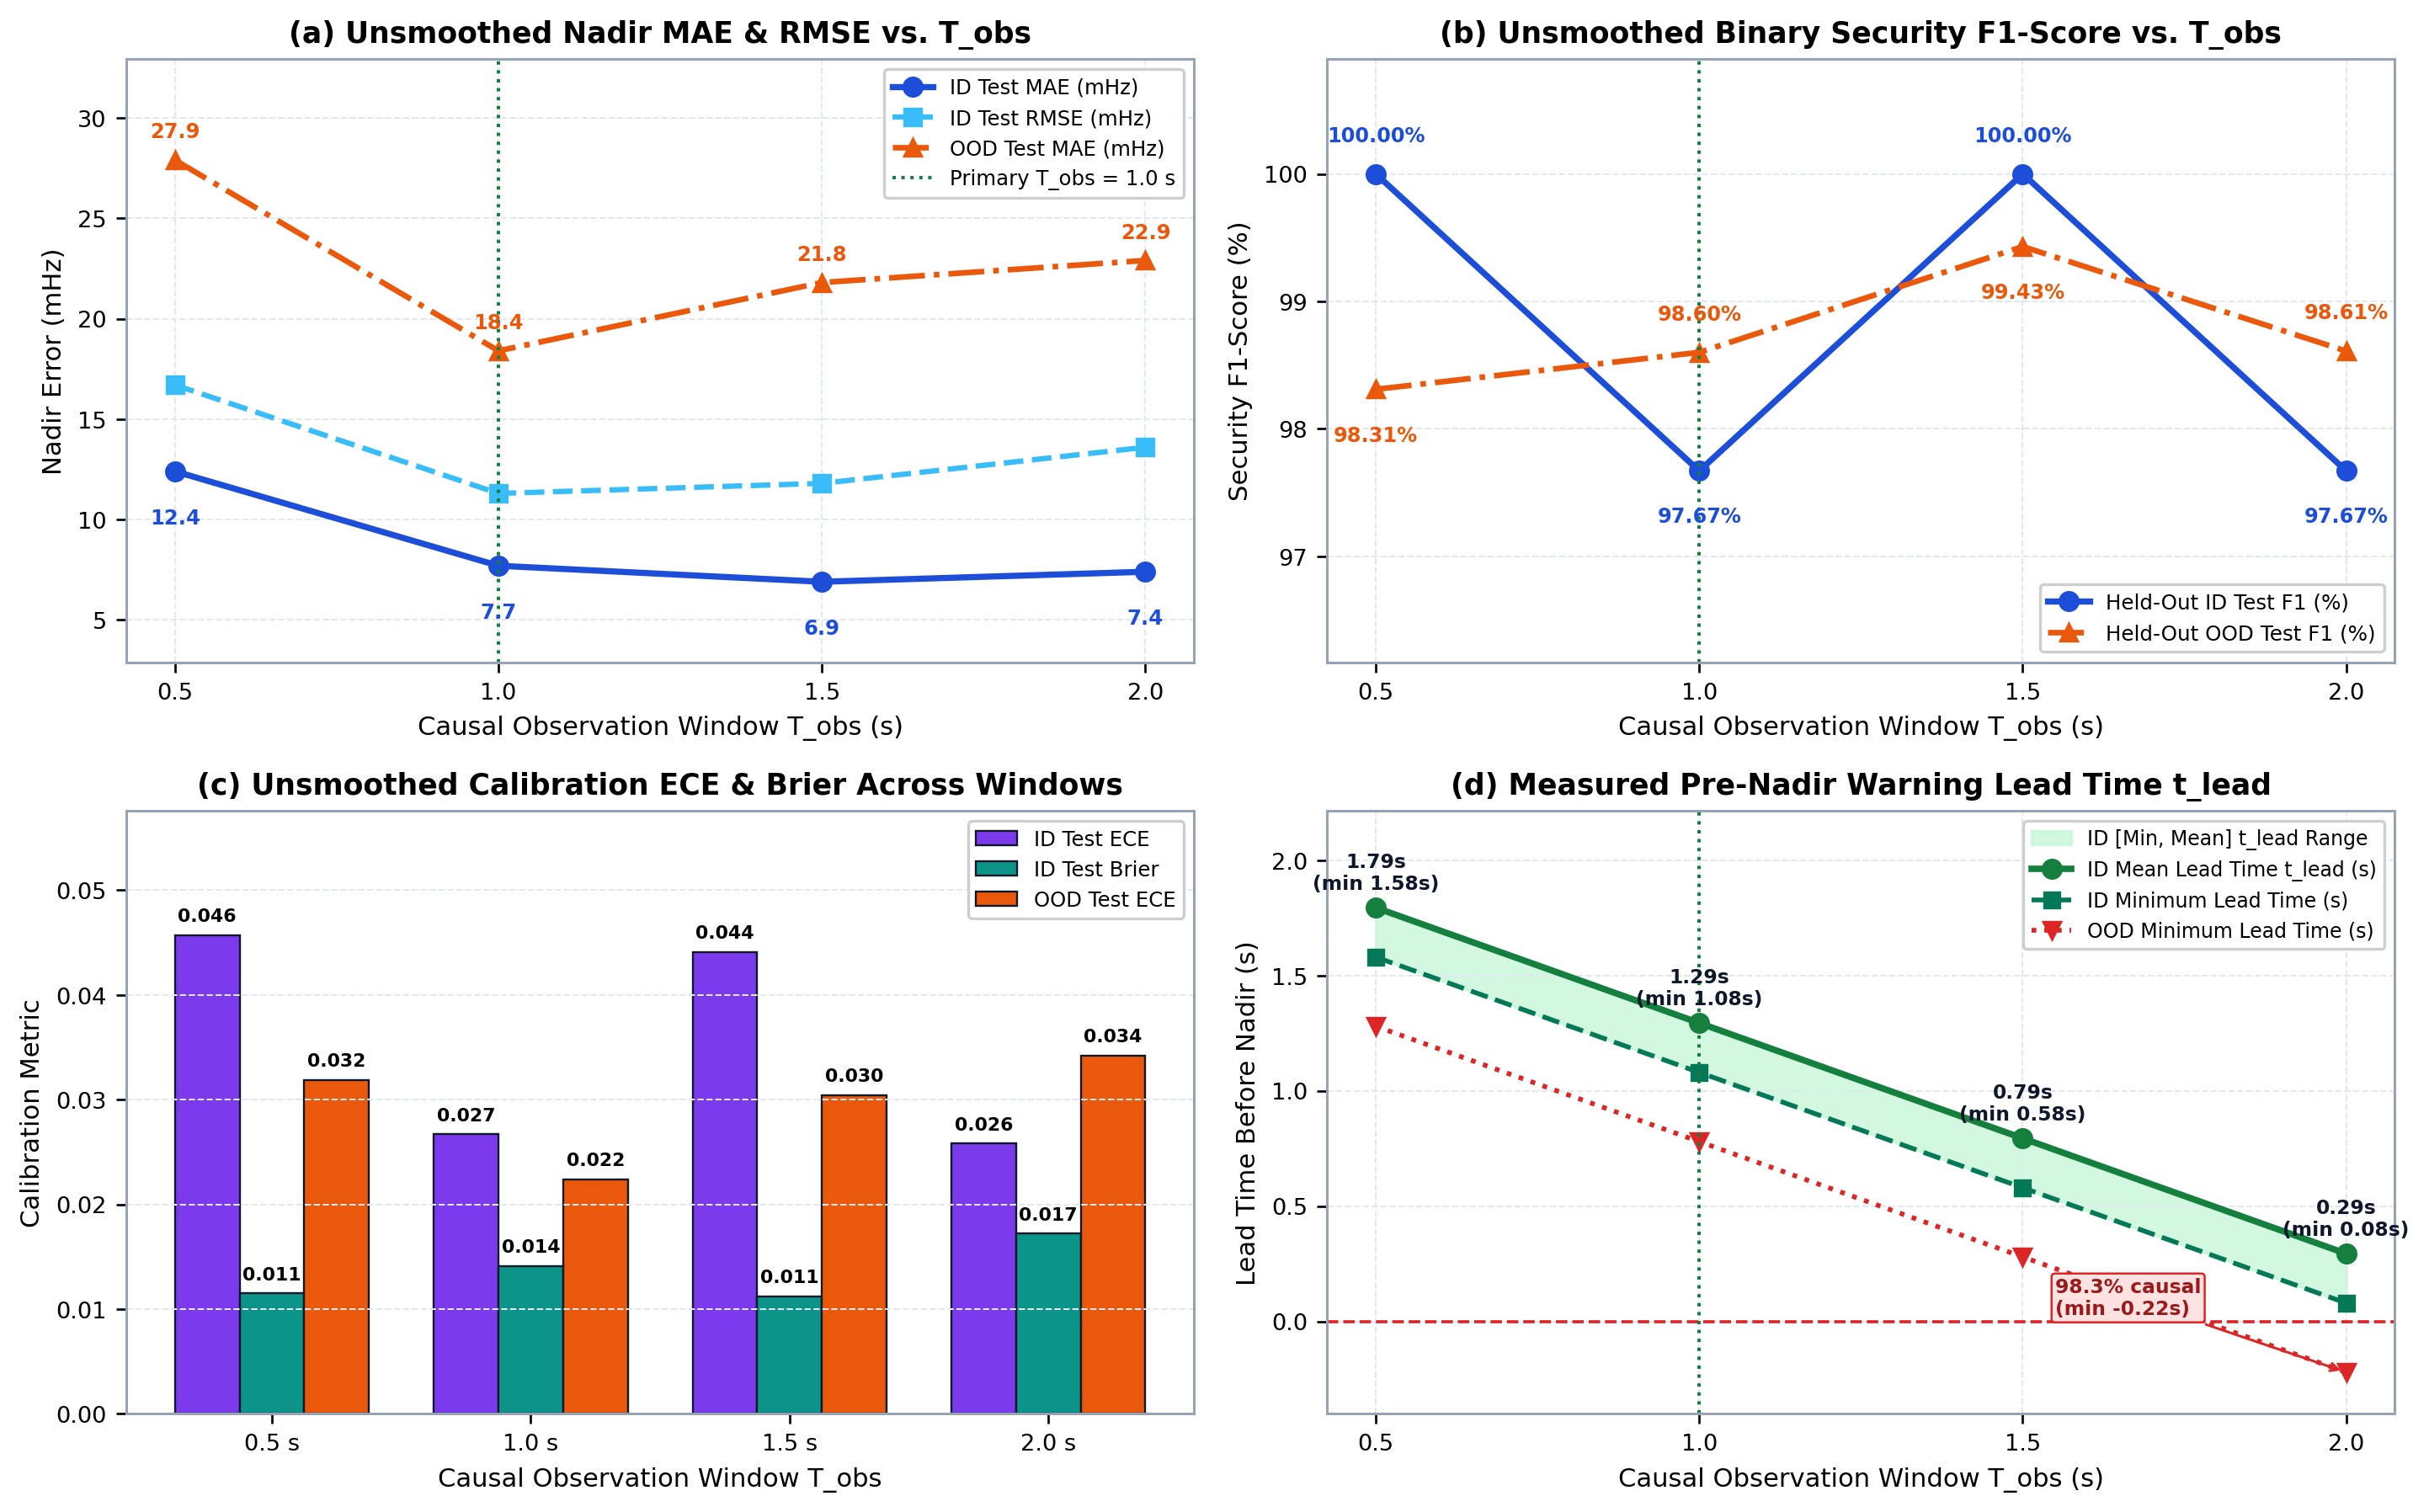 (a) Unsmoothed Nadir MAE & RMSE vs. T_obs
ID Test MAE (mHz)
ID Test RMSE (mHz)
OOD Test MAE (mHz)
Primary T_obs = 1.0 s
30
25
20
15
10
5
Nadir Error (mHz)
27.9
18.4
21.8
22.9
12.4
7.7
6.9
7.4
0.5
1.0
1.5
2.0
Causal Observation Window T_obs (s)
(b) Unsmoothed Binary Security F1-Score vs. T_obs
100
99
98
97
Security F1-Score (%)
100.00%
100.00%
98.60%
99.43%
98.61%
98.31%
97.67%
97.67%
Held-Out ID Test F1 (%)
Held-Out OOD Test F1 (%)
0.5
1.0
1.5
2.0
Causal Observation Window T_obs (s)
(c) Unsmoothed Calibration ECE & Brier Across Windows
ID Test ECE
ID Test Brier
OOD Test ECE
0.05
0.04
0.03
0.02
0.01
0.00
Calibration Metric
0.046
0.011
0.032
0.027
0.014
0.022
0.044
0.011
0.030
0.026
0.017
0.034
0.5 s
1.0 s
1.5 s
2.0 s
Causal Observation Window T_obs
(d) Measured Pre-Nadir Warning Lead Time t_lead
ID [Min, Mean] t_lead Range
ID Mean Lead Time t_lead (s)
ID Minimum Lead Time (s)
OOD Minimum Lead Time (s)
2.0
1.5
1.0
0.5
0.0
Lead Time Before Nadir (s)
1.79s
(min 1.58s)
1.29s
(min 1.08s)
0.79s
(min 0.58s)
0.29s
(min 0.08s)
98.3% causal
(min -0.22s)
0.5
1.0
1.5
2.0
Causal Observation Window T_obs (s)